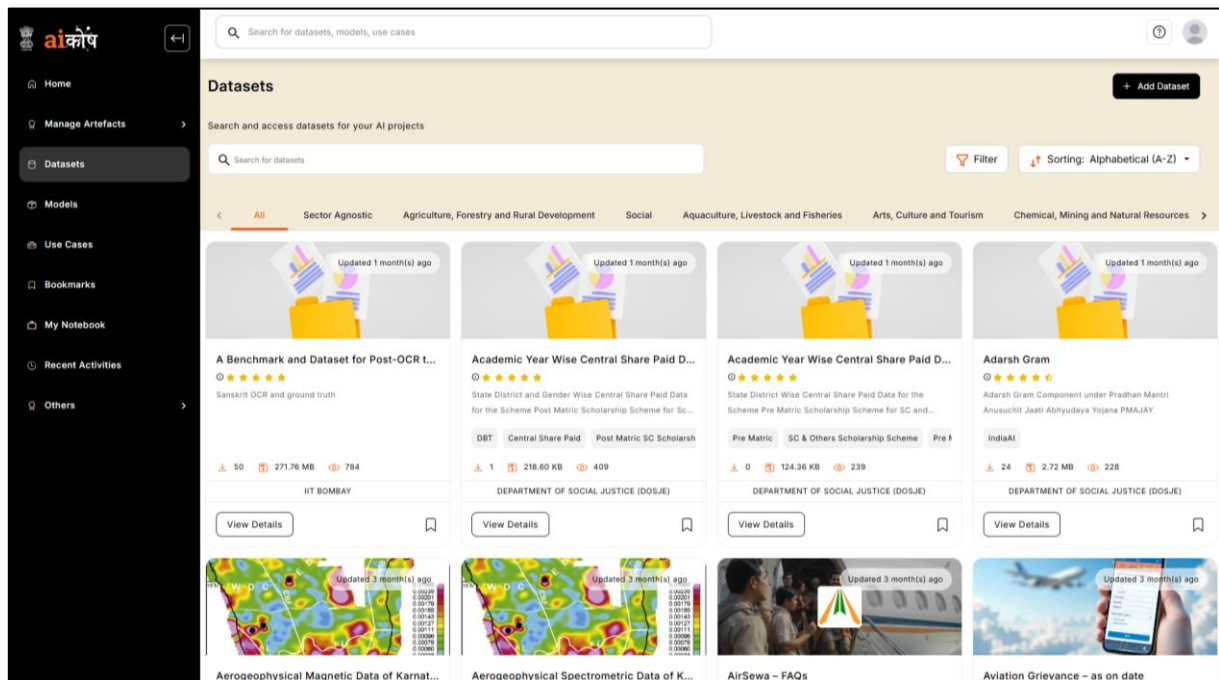 aiकोष
Search for datasets, models, use cases
Home
Manage Artefacts
Datasets
Models
Use Cases
Bookmarks
My Notebook
Recent Activities
Others
Datasets
+ Add Dataset
Search and access datasets for your AI projects
Search for datasets
Filter
Sorting: Alphabetical (A-Z)
All Sector Agnostic Agriculture, Forestry and Rural Development Social Aquaculture, Livestock and Fisheries Arts, Culture and Tourism Chemical, Mining and Natural Resources
Updated 1 month(s) ago
A Benchmark and Dataset for Post-OCR t...
Sanskrit OCR and ground truth
50 271.76 MB 784
IIT BOMBAY
View Details
Updated 1 month(s) ago
Academic Year Wise Central Share Paid D...
State District and Gender Wise Central Share Paid Data
for the Scheme Post Matric Scholarship Scheme for Sc...
DBT Central Share Paid Post Matric SC Scholarsh
1 218.60 KB 409
DEPARTMENT OF SOCIAL JUSTICE (DOSJE)
View Details
Updated 1 month(s) ago
Academic Year Wise Central Share Paid D...
State District Wise Central Share Paid Data for the
Scheme Pre Matric Scholarship Scheme for SC and...
Pre Matric SC & Others Scholarship Scheme Pre M
0 124.36 KB 239
DEPARTMENT OF SOCIAL JUSTICE (DOSJE)
View Details
Updated 1 month(s) ago
Adarsh Gram
Adarsh Gram Component under Pradhan Mantri
Anusuchit Jaati Abhyudaya Yojana PMAJAY
IndiaAI
24 2.72 MB 228
DEPARTMENT OF SOCIAL JUSTICE (DOSJE)
View Details
Updated 3 month(s) ago
Aerogeophysical Magnetic Data of Karnat...
Updated 3 month(s) ago
Aerogeophysical Spectrometric Data of K...
Updated 3 month(s) ago
AirSewa – FAQs
Updated 3 month(s) ago
Aviation Grievance – as on date